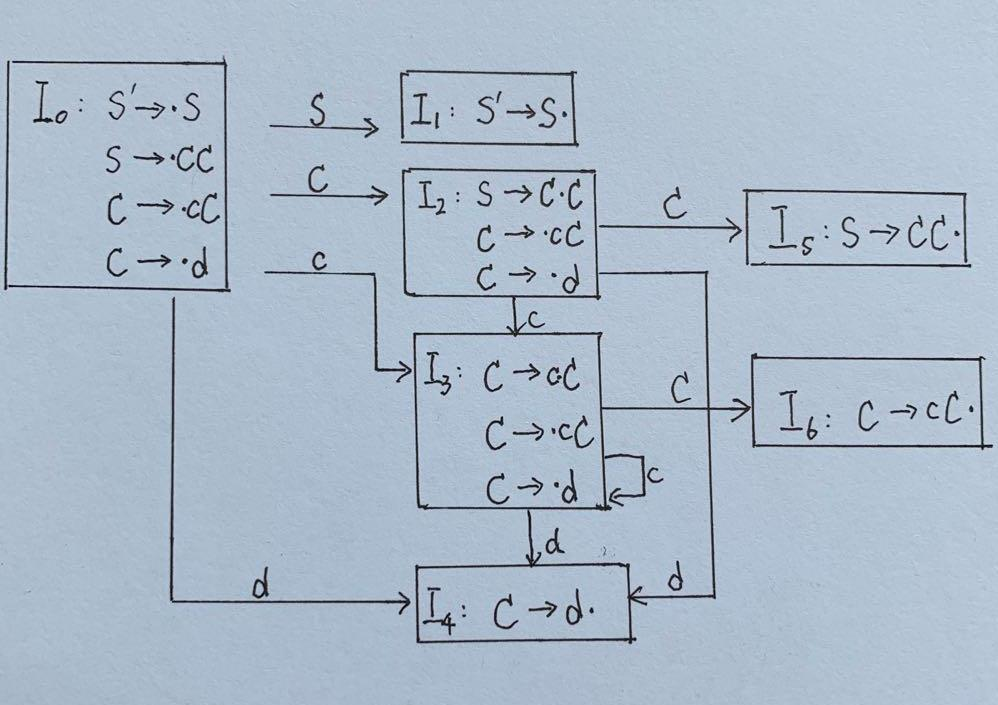 I₀: S'→·S
S→·CC
C→·cC
C→·d
S
I₁: S'→S·
C
I₂: S→C·C
C→·cC
C→·d
C
I₅: S→CC·
c
c
I₃: C→c·C
C→·cC
C→·d
C
I₆: C→cC·
c
d
d
d
I₄: C→d·